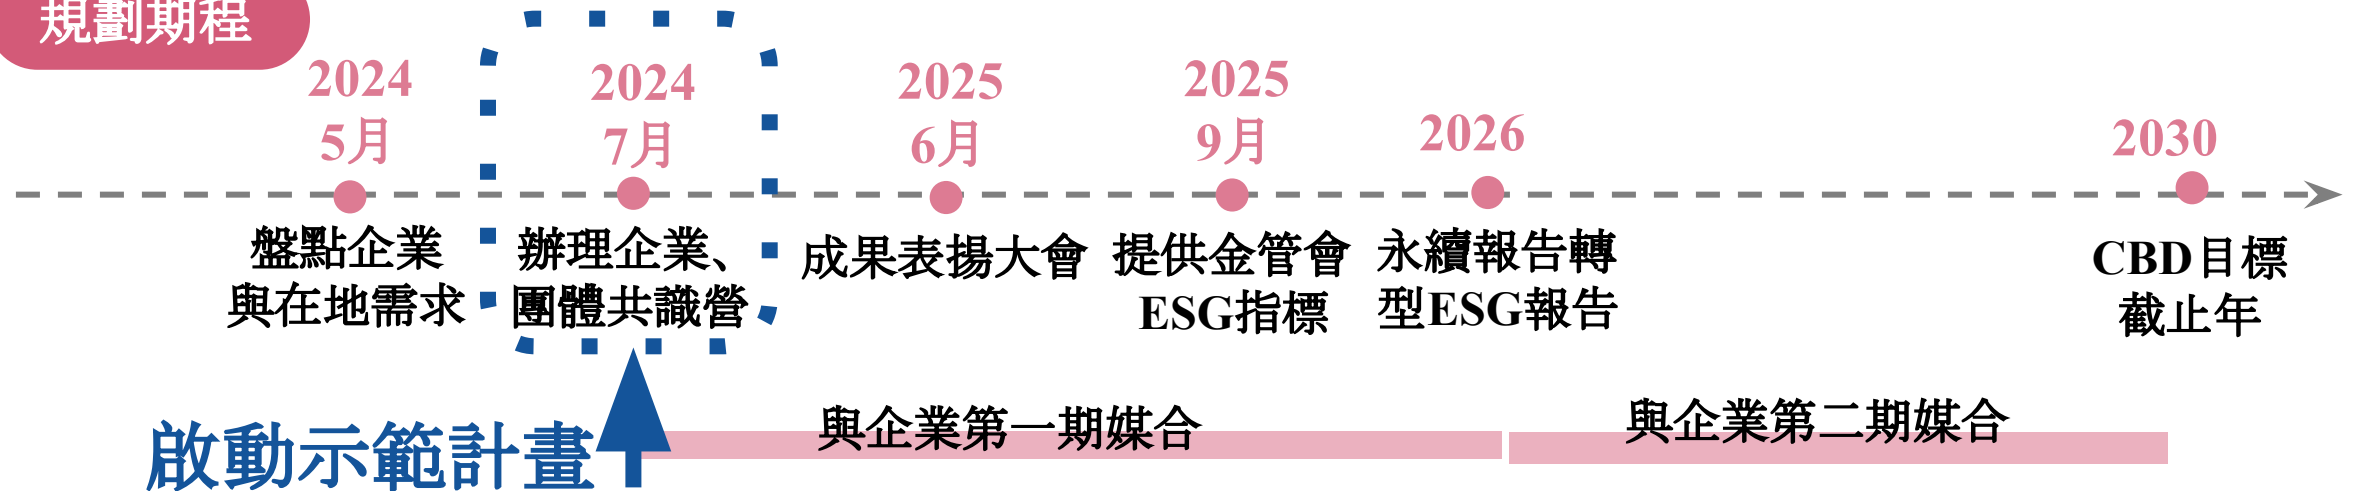 規劃期程
2024
5月
盤點企業
與在地需求
2024
7月
辦理企業、
團體共識營
2025
6月
成果表揚大會
2025
9月
提供金管會
ESG指標
2026
永續報告轉
型ESG報告
2030
CBD目標
截止年
啟動示範計畫
與企業第一期媒合
與企業第二期媒合